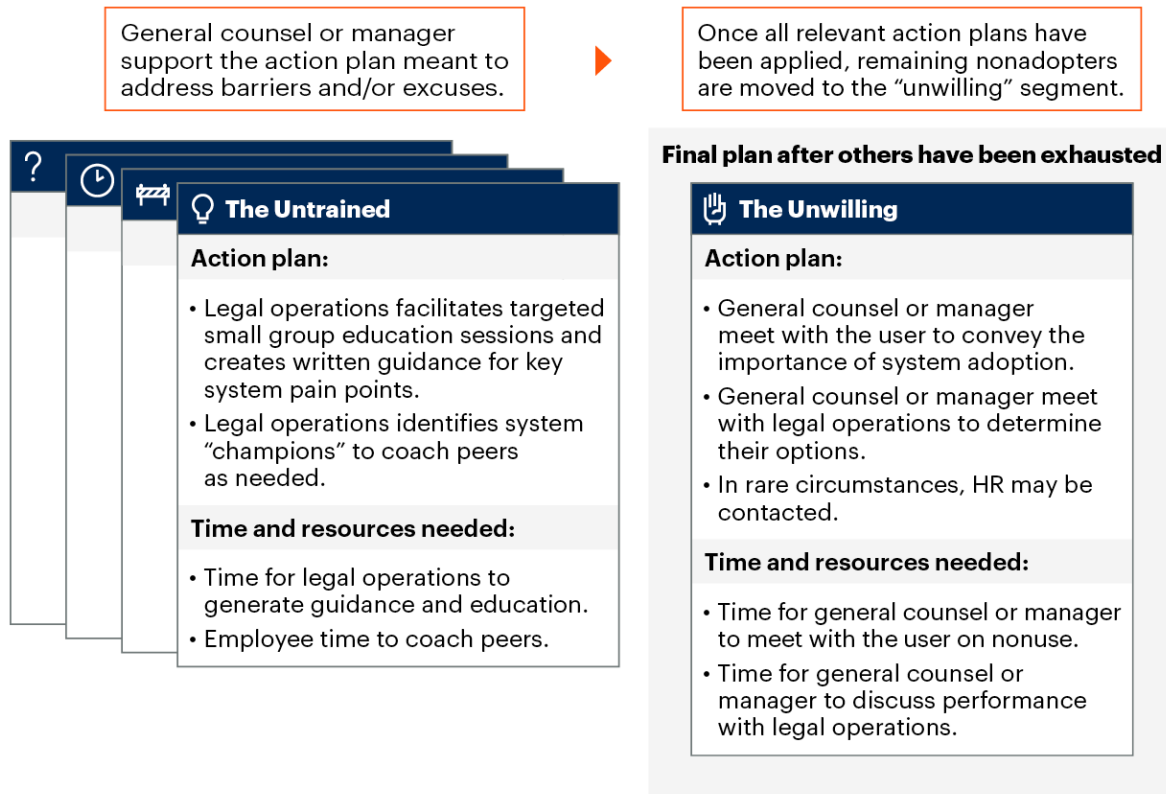 General counsel or manager
support the action plan meant to
address barriers and/or excuses.
Once all relevant action plans have
been applied, remaining nonadopters
are moved to the “unwilling” segment.
?
The Untrained
Action plan:
• Legal operations facilitates targeted
small group education sessions and
creates written guidance for key
system pain points.
• Legal operations identifies system
“champions” to coach peers
as needed.
Time and resources needed:
• Time for legal operations to
generate guidance and education.
• Employee time to coach peers.
Final plan after others have been exhausted
The Unwilling
Action plan:
• General counsel or manager
meet with the user to convey the
importance of system adoption.
• General counsel or manager meet
with legal operations to determine
their options.
• In rare circumstances, HR may be
contacted.
Time and resources needed:
• Time for general counsel or manager
to meet with the user on nonuse.
• Time for general counsel or
manager to discuss performance
with legal operations.